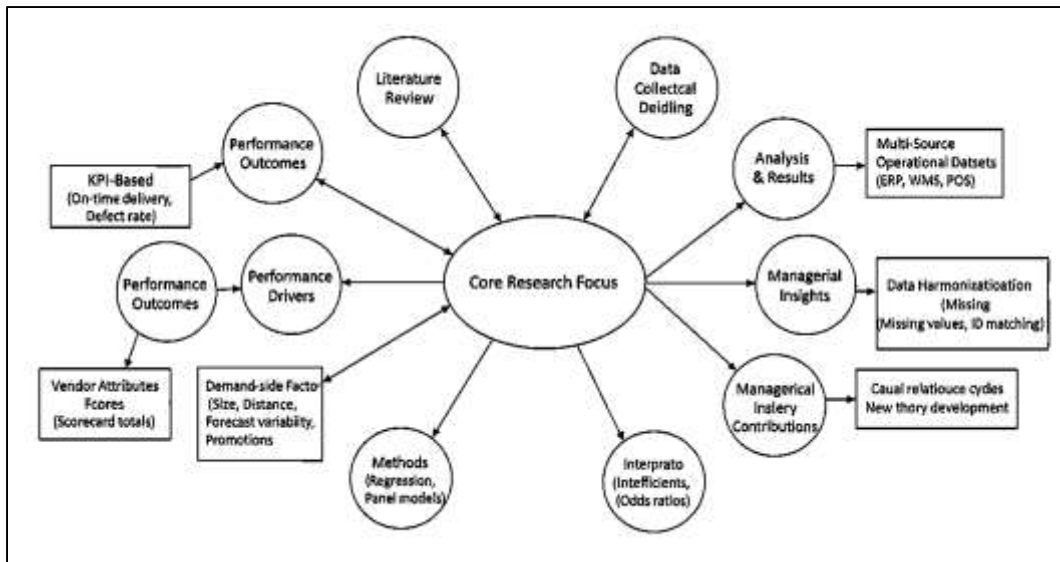 Literature
Review
Data
Collectcal
Deidling
Performance
Outcomes
KPI-Based
(On-time delivery,
Defect rate)
Analysis
& Results
Multi-Source
Operational Datsets
(ERP, WMS, POS)
Core Research Focus
Performance
Outcomes
Performance
Drivers
Managerial
Insights
Data Harmonizatioation
(Missing
(Missing values, ID matching)
Vendor Attributes
Fcores
(Scorecard totals)
Demand-side Facto
(Size, Distance,
Forecast variability,
Promotions
Managerical
Inslery
Contributions
Caual relatiouce cydes
New thory development
Methods
(Regression,
Panel models)
Interprato
(Intefficients,
(Odds ratios)